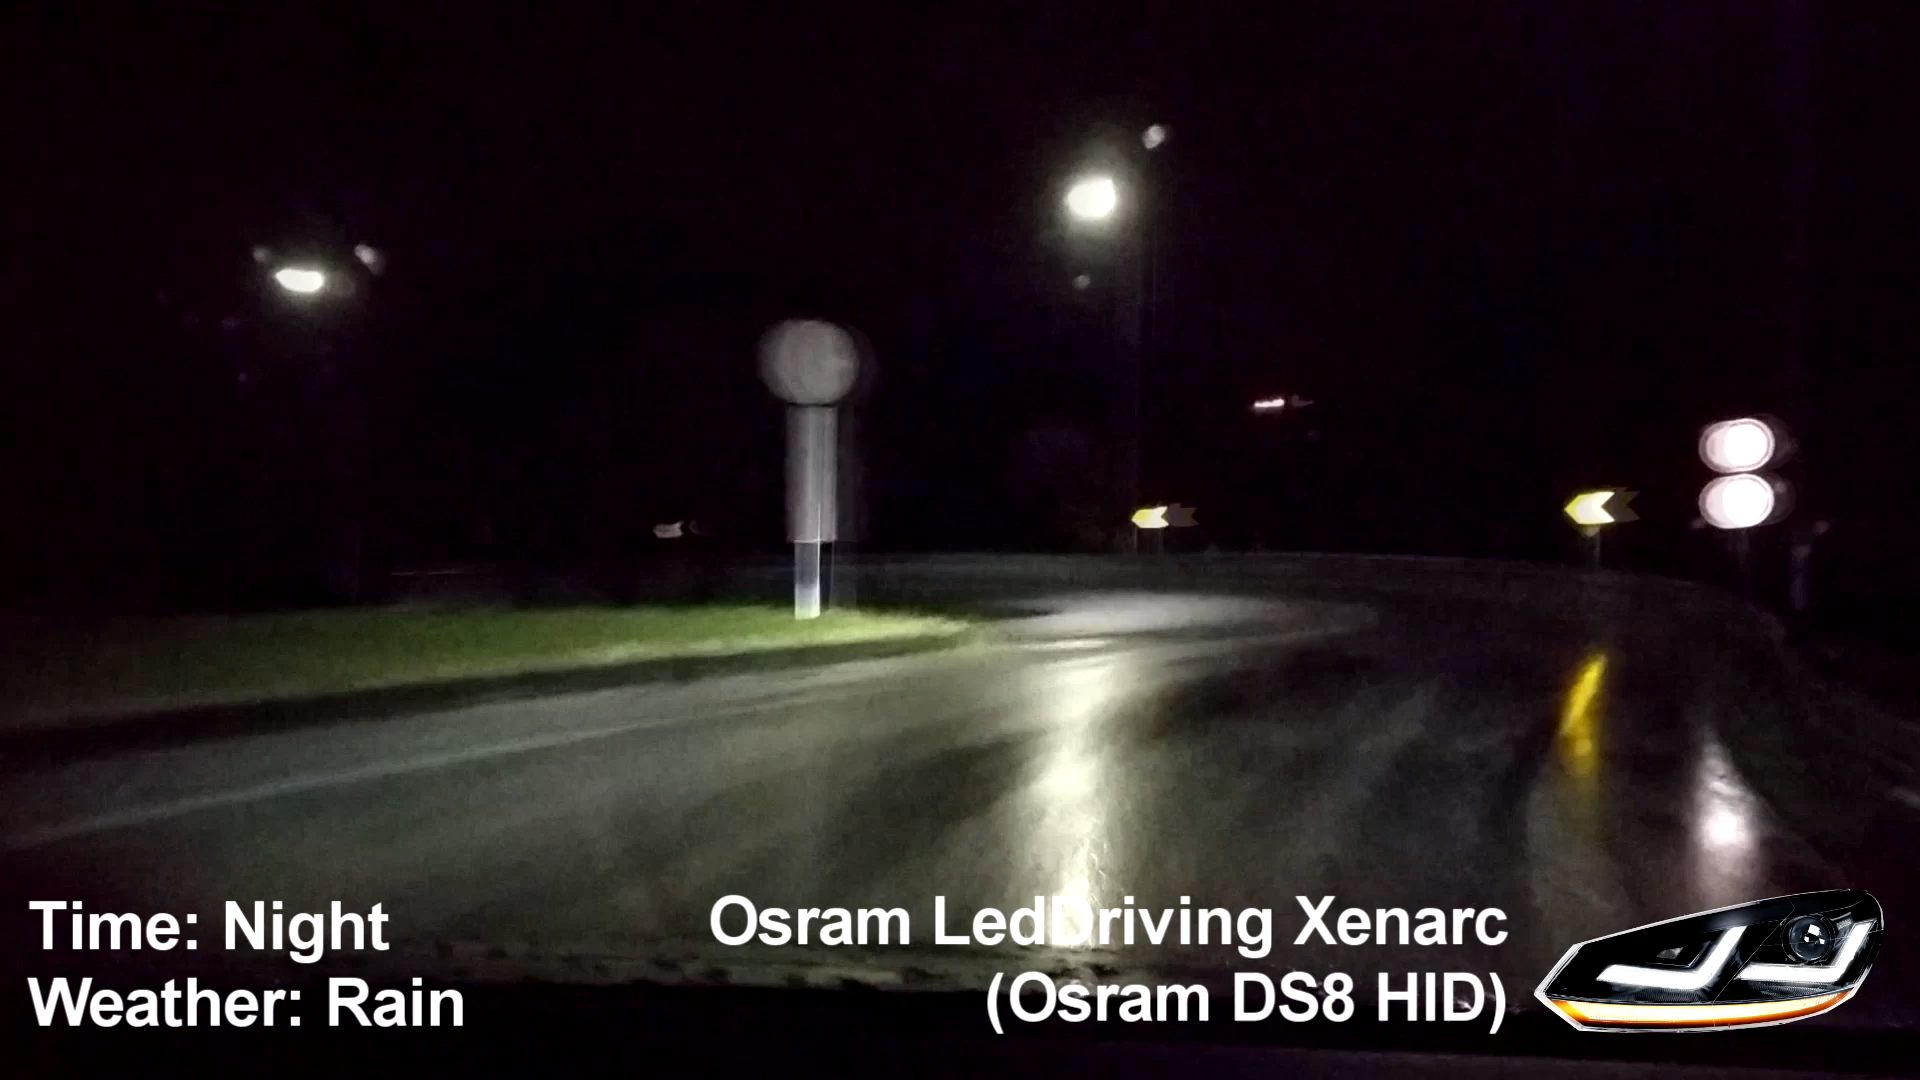 Time: Night
Weather: Rain
Osram LedDriving Xenarc
(Osram DS8 HID)